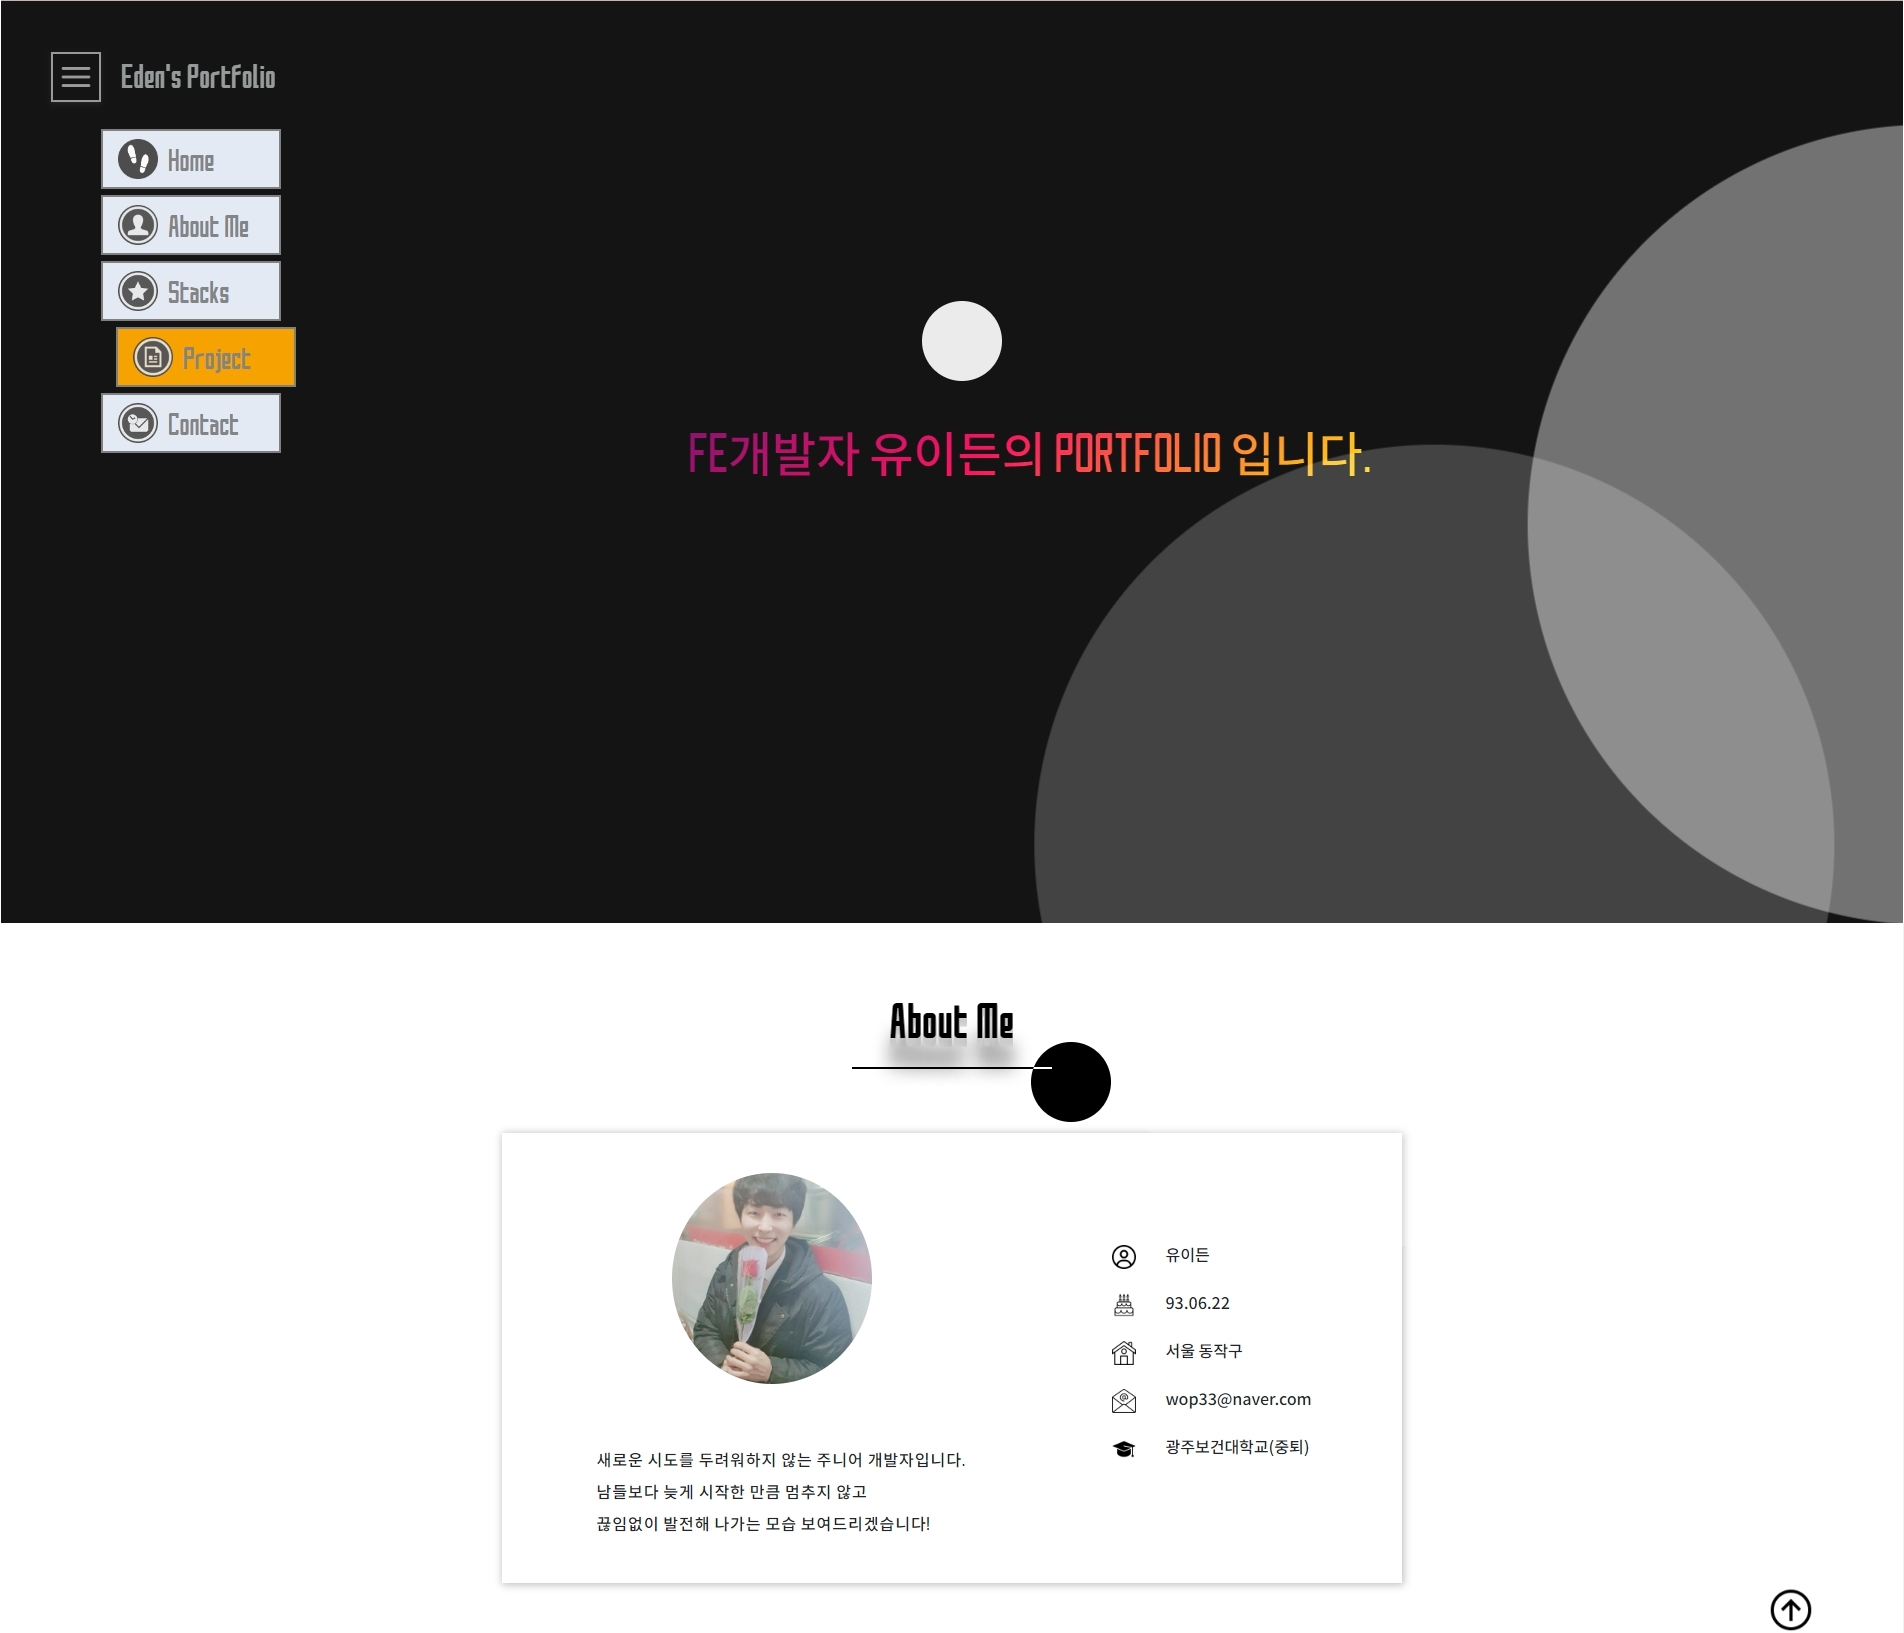 Eden's Portfolio
Home
About Me
Stacks
Project
Contact
FE개발자 유이든의 PORTFOLIO 입니다.
About Me
유이든
93.06.22
서울 동작구
wop33@naver.com
광주보건대학교(중퇴)
새로운 시도를 두려워하지 않는 주니어 개발자입니다.
남들보다 늦게 시작한 만큼 멈추지 않고
끊임없이 발전해 나가는 모습 보여드리겠습니다!